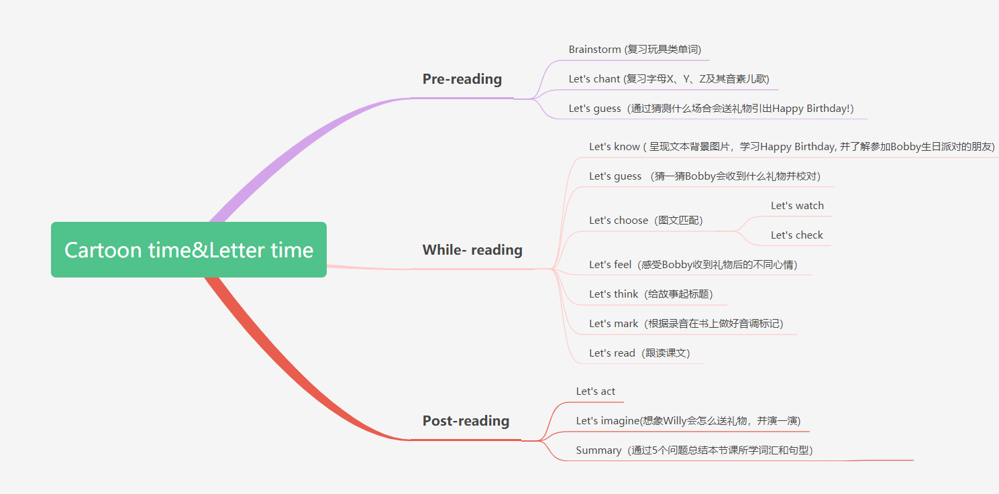 Cartoon time&Letter time
Pre-reading
Brainstorm (复习玩具类单词)
Let's chant (复习字母X、Y、Z及其音素儿歌)
Let's guess（通过猜测什么场合会送礼物引出Happy Birthday!）
While- reading
Let's know ( 呈现文本背景图片，学习Happy Birthday, 并了解参加Bobby生日派对的朋友)
Let's guess （猜一猜Bobby会收到什么礼物并校对）
Let's choose（图文匹配）
Let's watch
Let's check
Let's feel（感受Bobby收到礼物后的不同心情）
Let's think（给故事起标题）
Let's mark（根据录音在书上做好音调标记）
Let's read（跟读课文）
Post-reading
Let's act
Let's imagine(想象Willy会怎么送礼物，并演一演)
Summary（通过5个问题总结本节课所学词汇和句型）